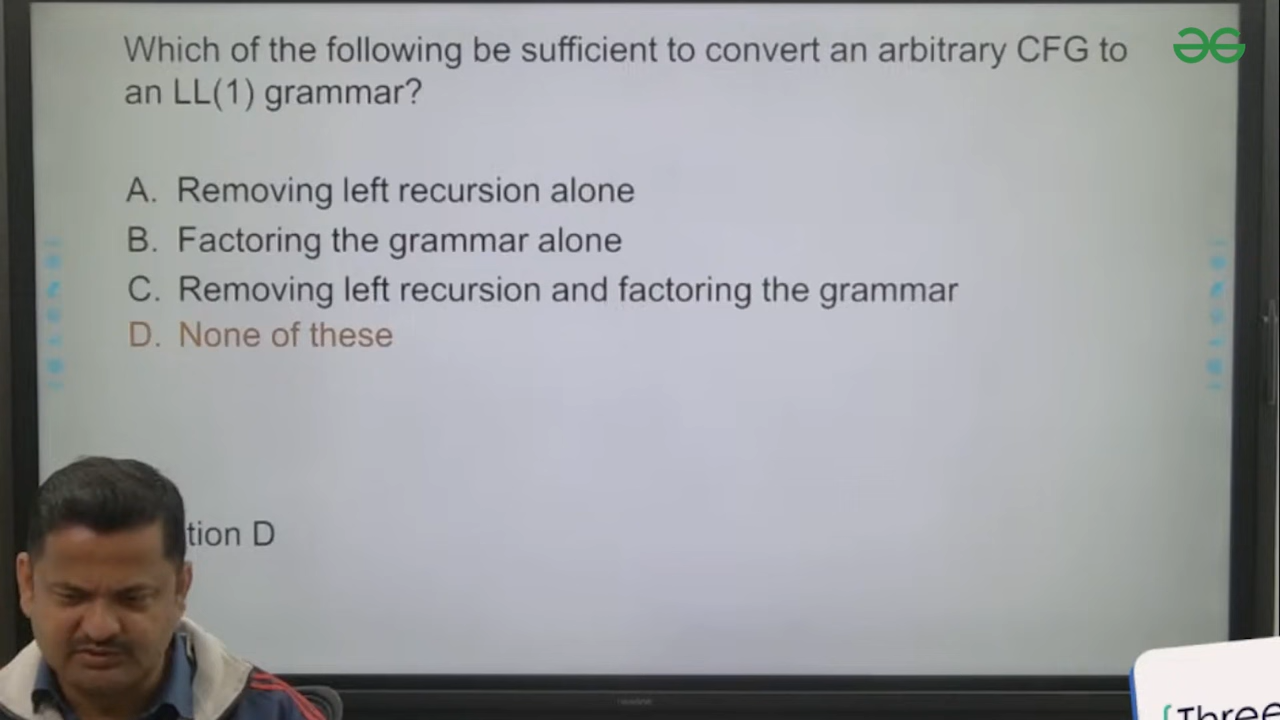 Which of the following be sufficient to convert an arbitrary CFG to
an LL(1) grammar?
A. Removing left recursion alone
B. Factoring the grammar alone
C. Removing left recursion and factoring the grammar
D. None of these
tion D
{Three